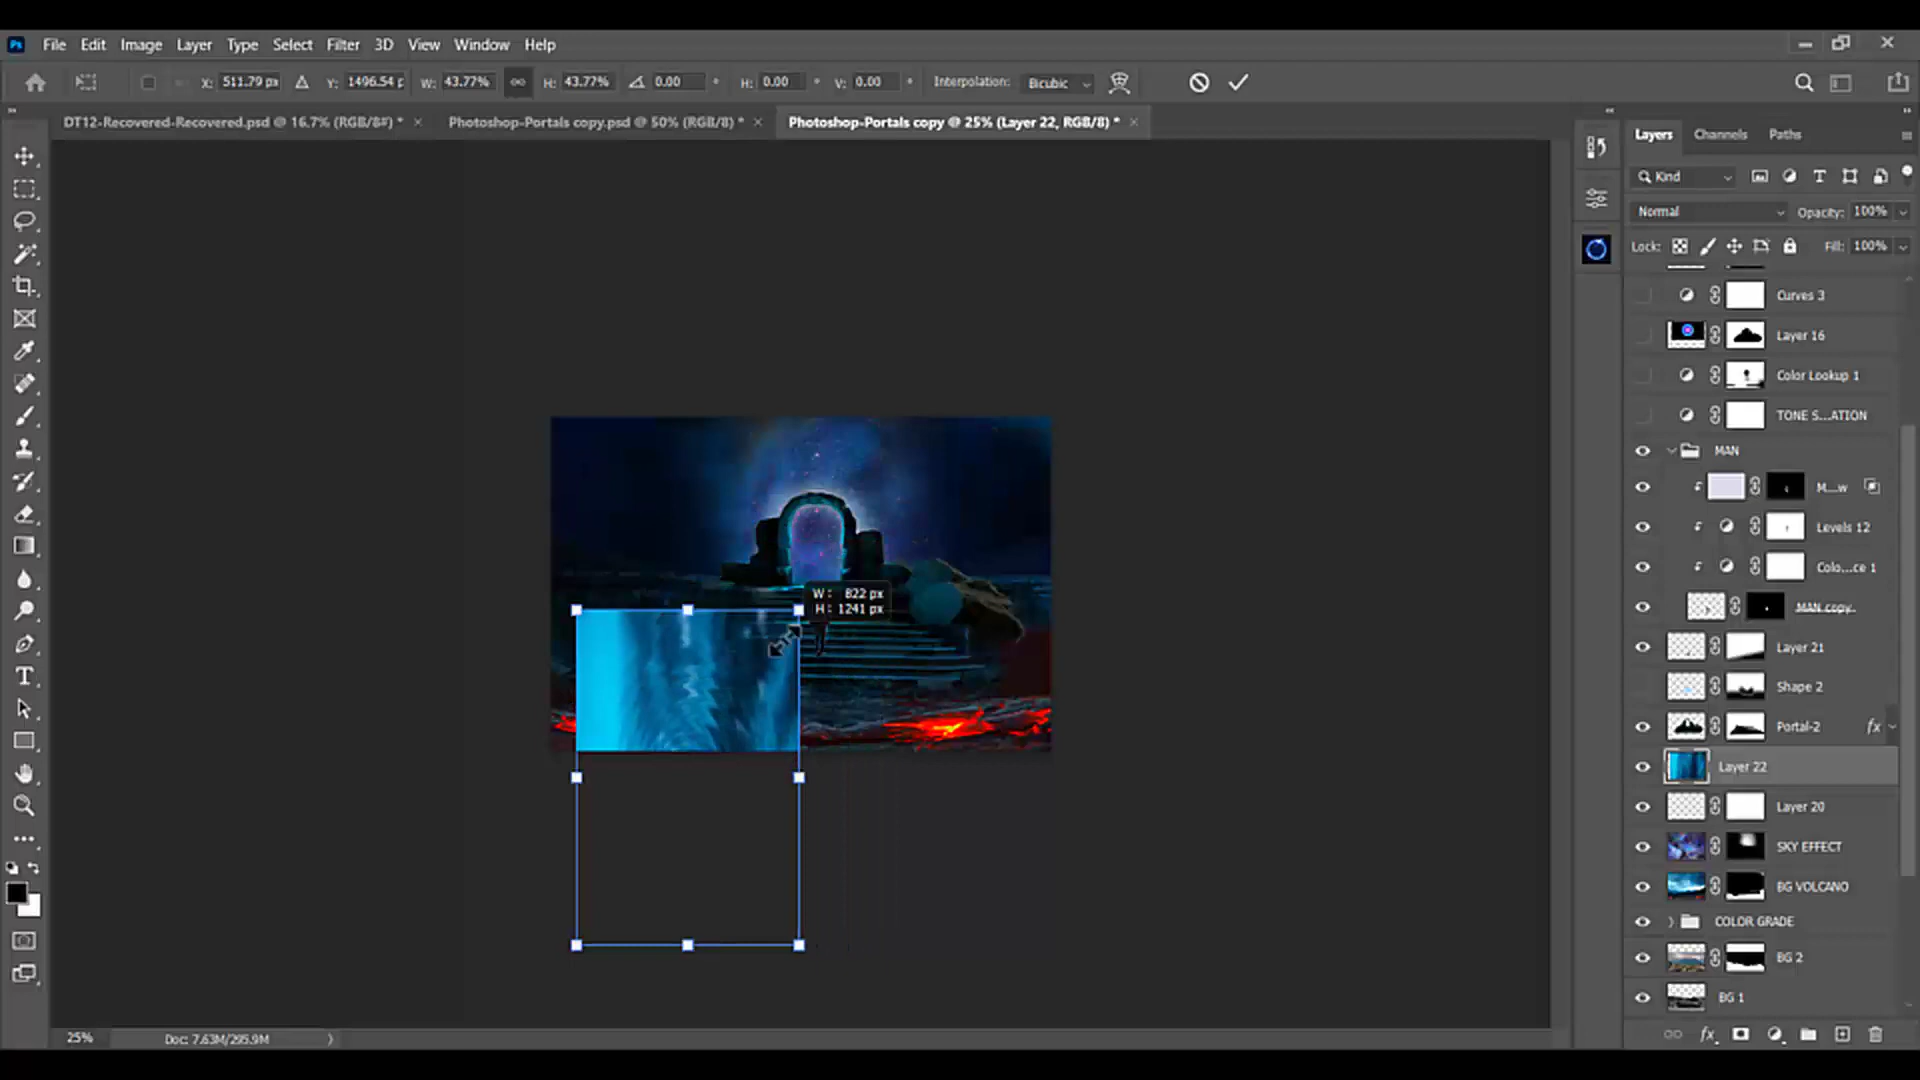 Ps File Edit Image Layer Type Select Filter 3D View Window Help
X: 511.79 px Y: 1496.54 p W: 43.77% H: 43.77% 0.00 ° H: 0.00 ° V: 0.00 ° Interpolation: Bicubic
DT12-Recovered-Recovered.psd @ 16.7% (RGB/8#) * × Photoshop-Portals copy.psd @ 50% (RGB/8) * × Photoshop-Portals copy @ 25% (Layer 22, RGB/8) * ×
Layers Channels Paths
Kind
Normal Opacity: 100%
Lock: Fill: 100%
Curves 3
Layer 16
Color Lookup 1
TONE S...ATION
MAN
M...w
Levels 12
Colo...ce 1
MAN copy
Layer 21
Shape 2
Portal-2 fx
Layer 22
Layer 20
SKY EFFECT
BG VOLCANO
COLOR GRADE
BG 2
BG 1
W: 822 px
H: 1241 px
25% Doc: 7.63M/295.9M
fx